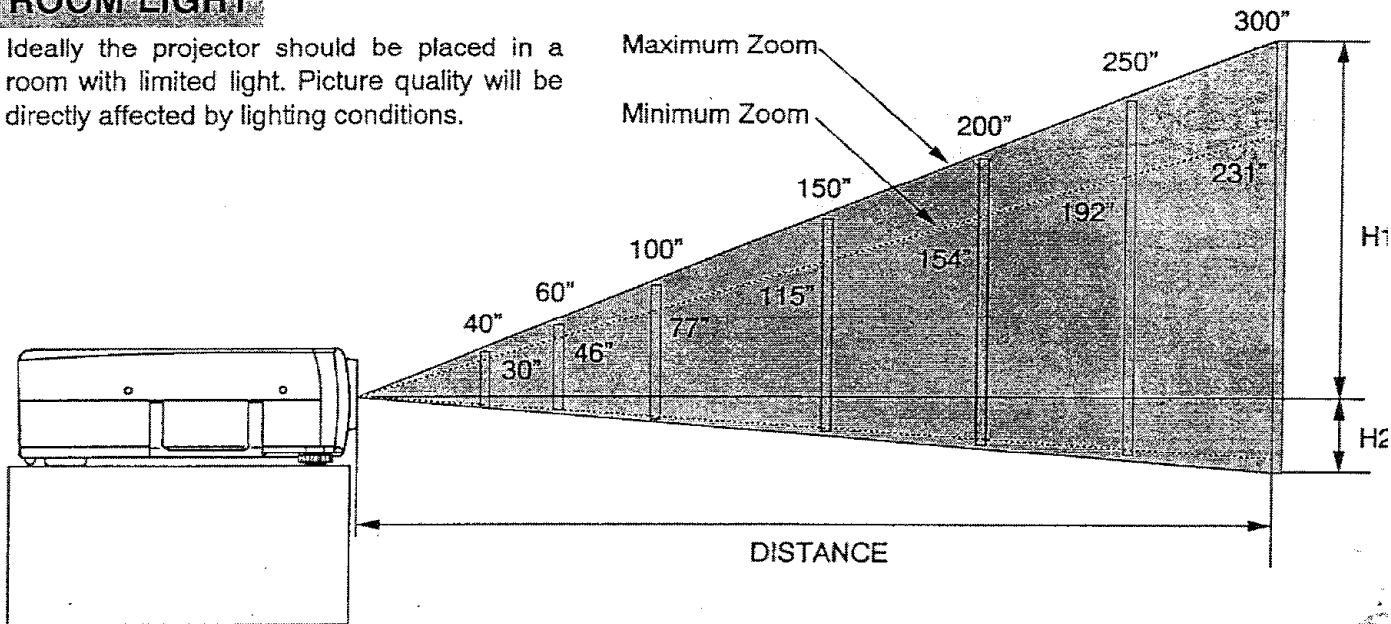 ROOM LIGHT
Ideally the projector should be placed in a
room with limited light. Picture quality will be
directly affected by lighting conditions.
Maximum Zoom
Minimum Zoom
40”
60”
100”
150”
200”
250”
300”
30”
46”
77”
115”
154”
192”
231”
H1
H2
DISTANCE